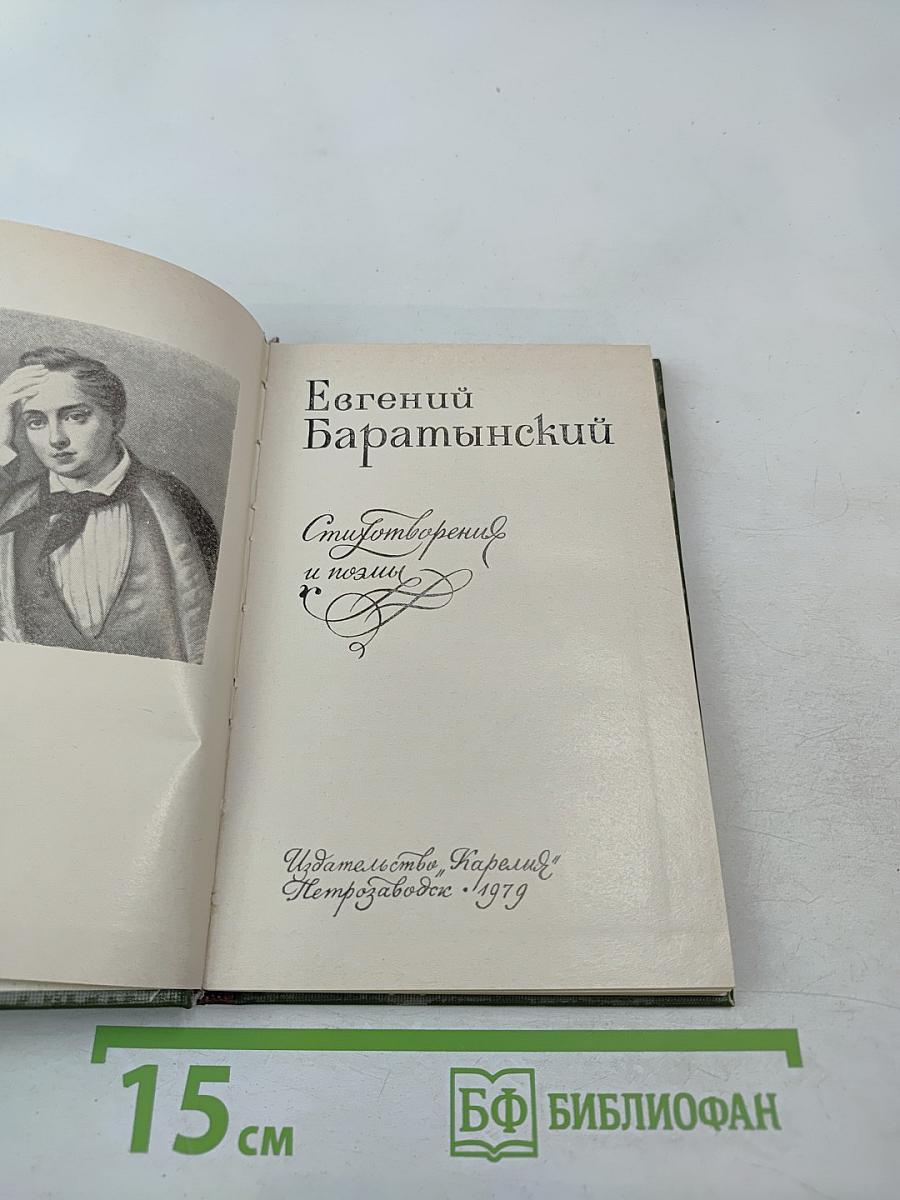 Евгений
Баратынский
Стихотворения
и поэмы
Издательство „Карелия“
Петрозаводск • 1979
15 см
БФ БИБЛИОФАН